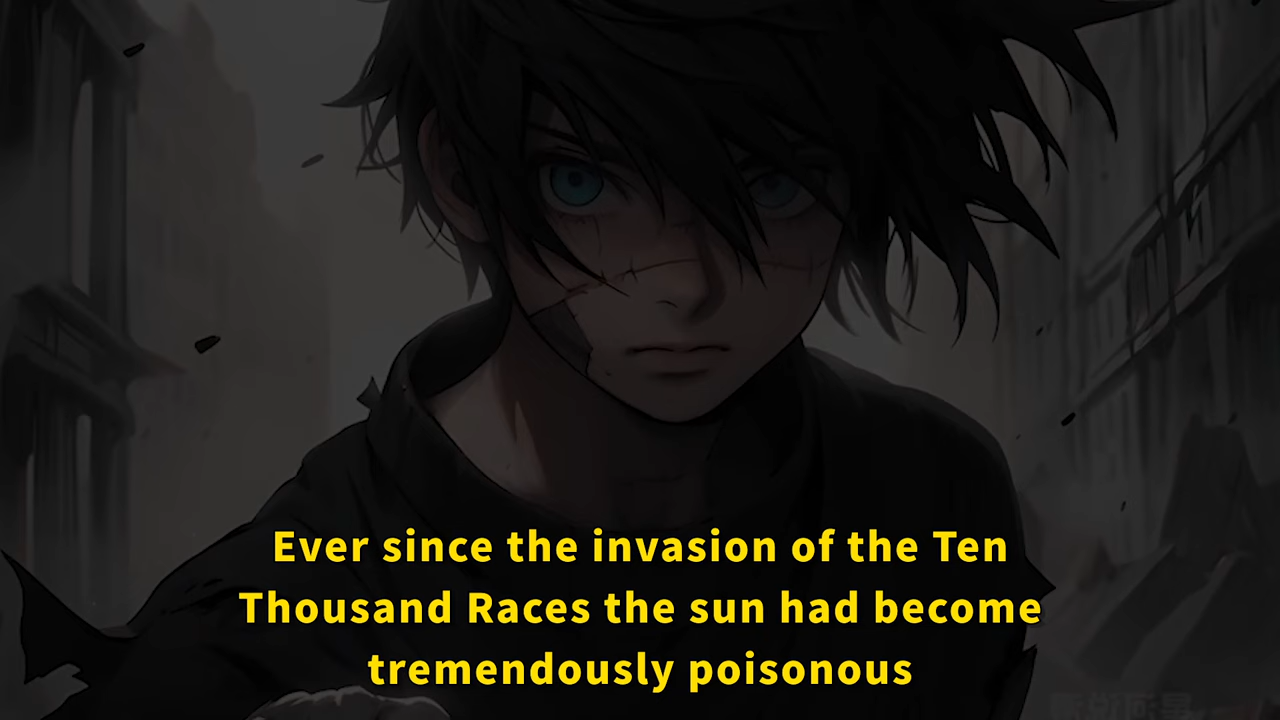 Ever since the invasion of the Ten
Thousand Races the sun had become
tremendously poisonous